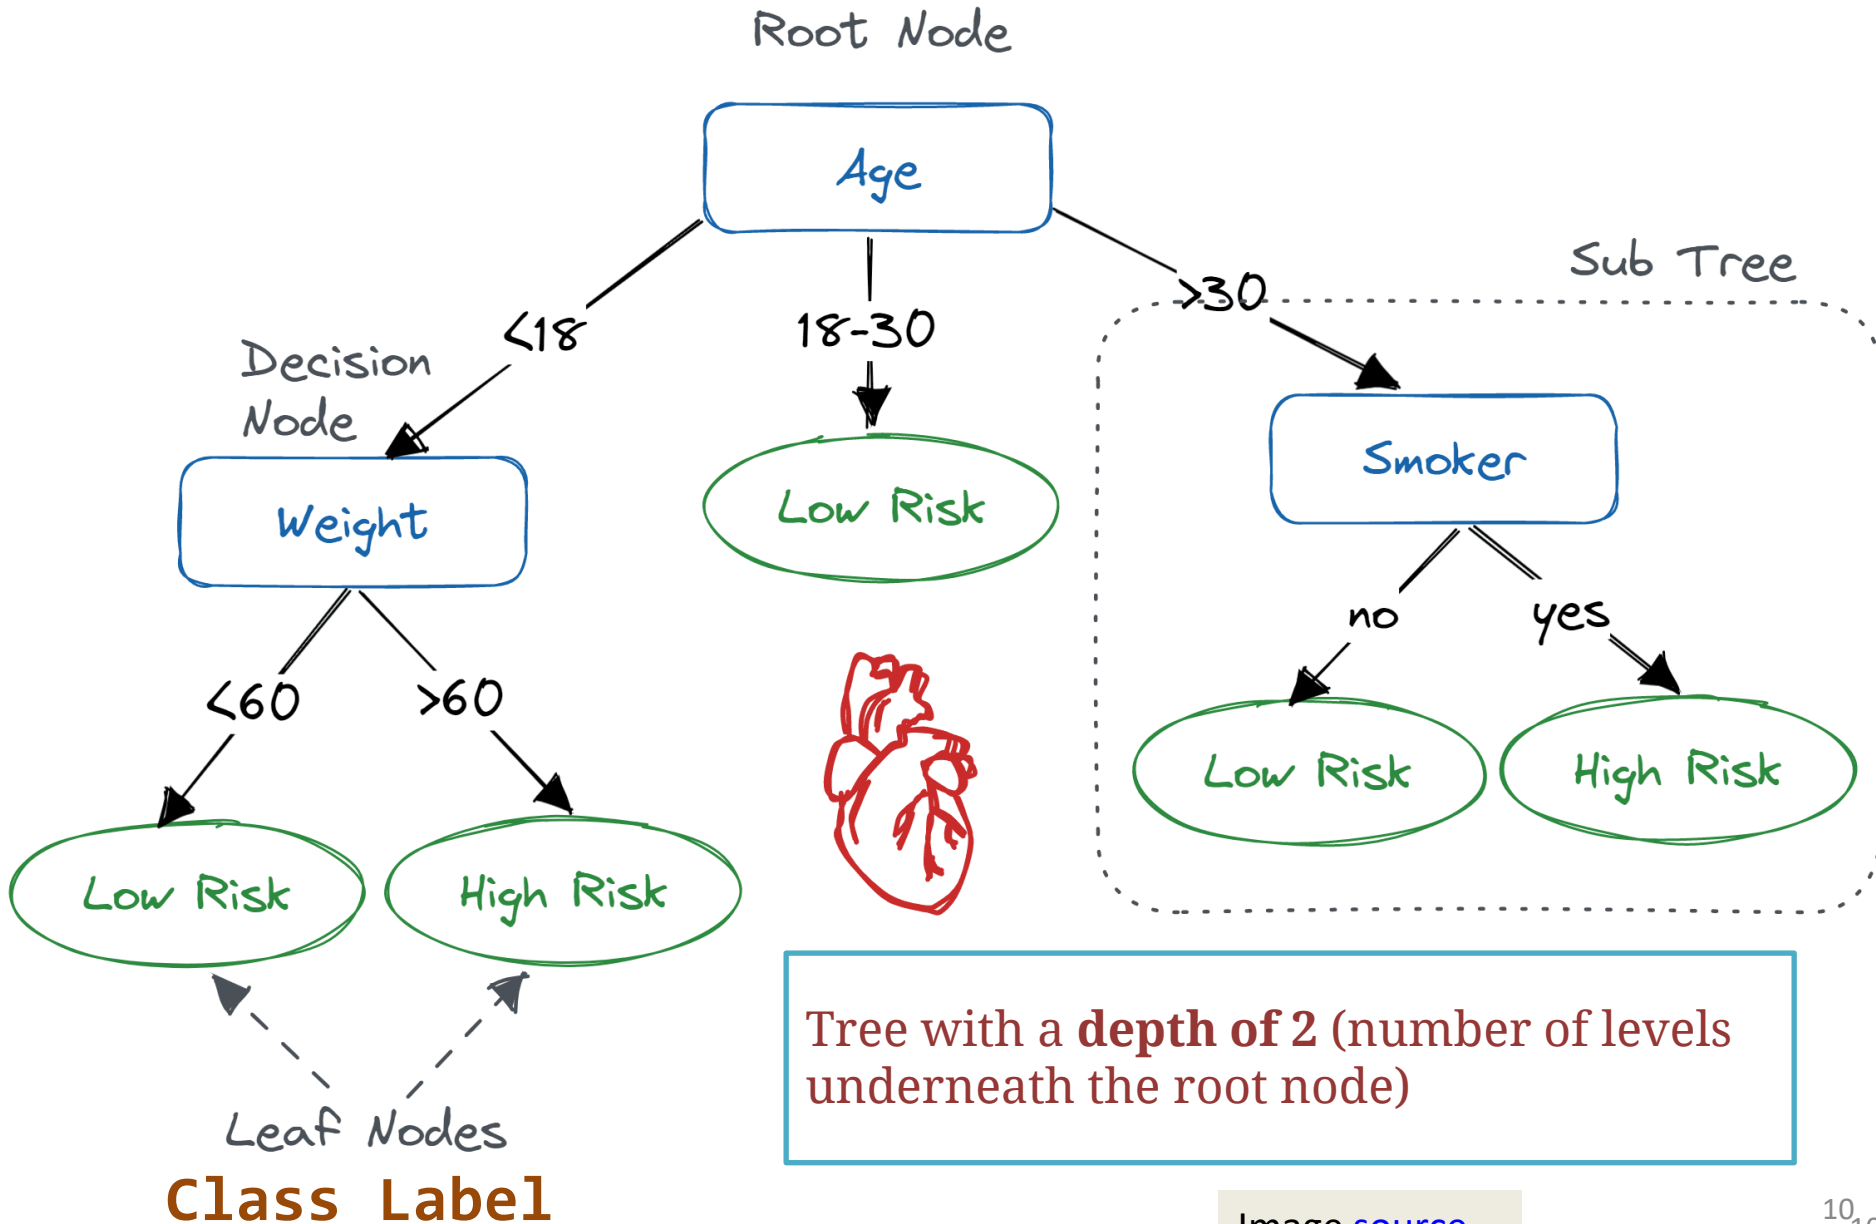 Root Node
Age
Sub Tree
<18
18-30
>30
Decision
Node
Weight
Low Risk
Smoker
<60
>60
no
yes
Low Risk
High Risk
Low Risk
High Risk
Tree with a depth of 2 (number of levels
underneath the root node)
Leaf Nodes
Class Label
Image source
10